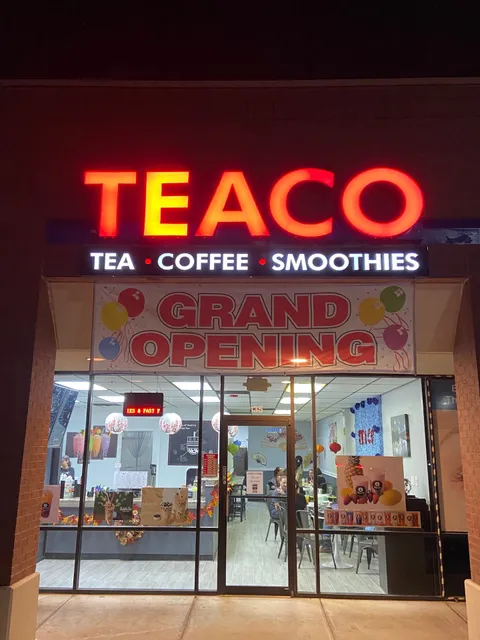 TEACO
TEA • COFFEE • SMOOTHIES
GRAND
OPENING